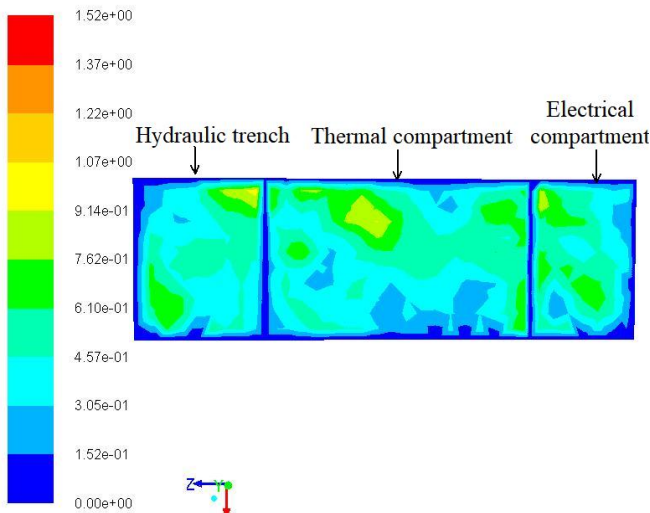 1.52e+00
1.37e+00
1.22e+00
1.07e+00
9.14e-01
7.62e-01
6.10e-01
4.57e-01
3.05e-01
1.52e-01
0.00e+00
Hydraulic trench
Thermal compartment
Electrical
compartment
Z
Y